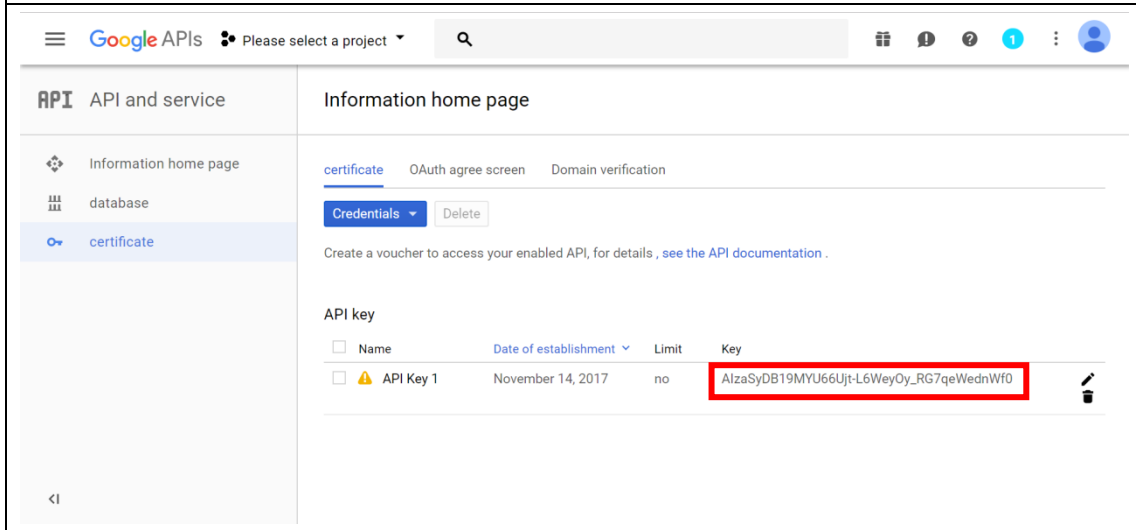 Google APIs Please select a project 1
API API and service
Information home page
Information home page
database
certificate
certificate OAuth agree screen Domain verification
Credentials Delete
Create a voucher to access your enabled API, for details , see the API documentation .
API key
Name Date of establishment Limit Key
API Key 1 November 14, 2017 no AIzaSyDB19MYU66Ujt-L6WeyOy_RG7qeWednWf0